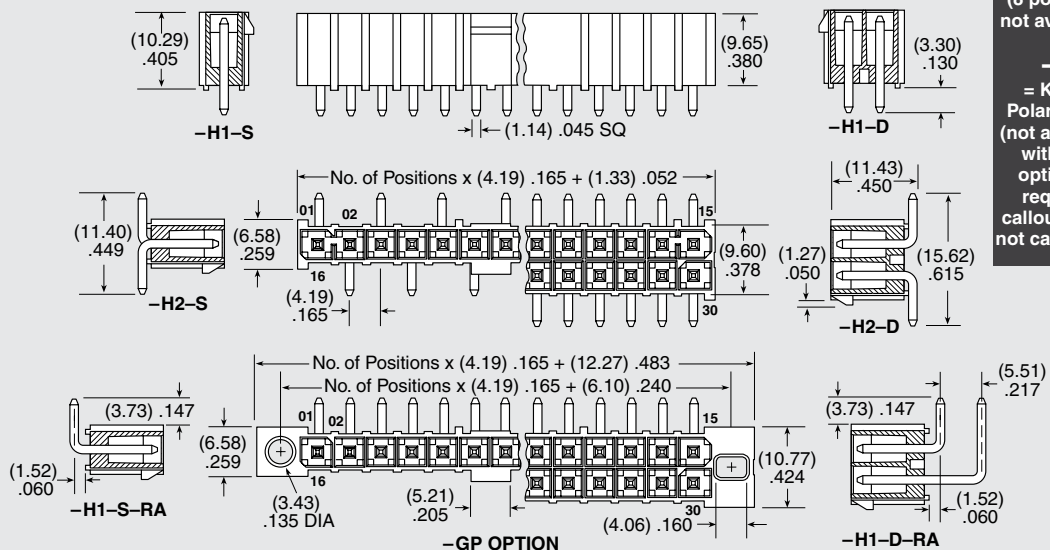 (10.29)
.405
–H1–S
(9.65)
.380
(1.14) .045 SQ
(3.30)
.130
–H1–D
not av
= K
Polar
(not a
with
opti
req
callou
not ca
(11.40)
.449
–H2–S
No. of Positions x (4.19) .165 + (1.33) .052
01
02
15
(6.58)
.259
16
(4.19)
.165
(9.60)
.378
30
(11.43)
.450
(1.27)
.050
(15.62)
.615
–H2–D
No. of Positions x (4.19) .165 + (12.27) .483
No. of Positions x (4.19) .165 + (6.10) .240
(3.73) .147
(1.52)
.060
–H1–S–RA
01
02
15
(6.58)
.259
16
(3.43)
.135 DIA
(5.21)
.205
30
(4.06) .160
(10.77)
.424
–GP OPTION
(5.51)
.217
(3.73) .147
(1.52)
.060
–H1–D–RA